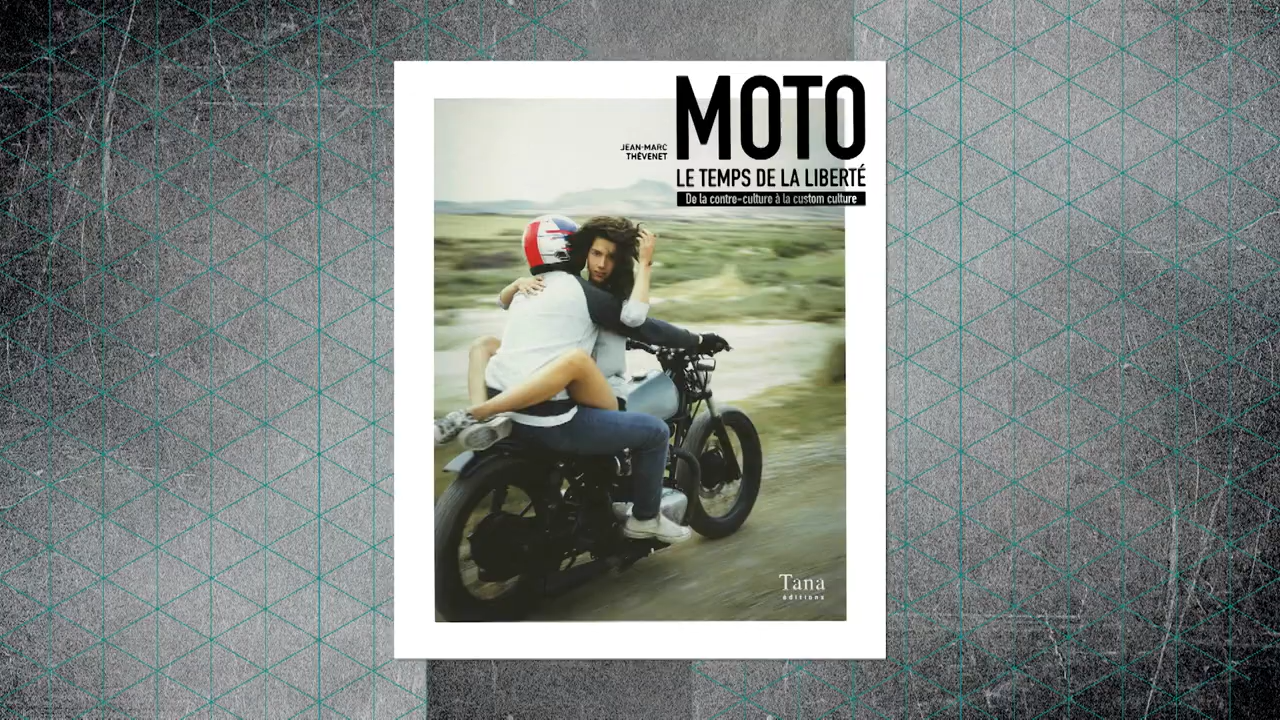 MOTO
JEAN-MARC
THÉVENET
LE TEMPS DE LA LIBERTÉ
De la contre-culture à la custom culture
Tana
éditions